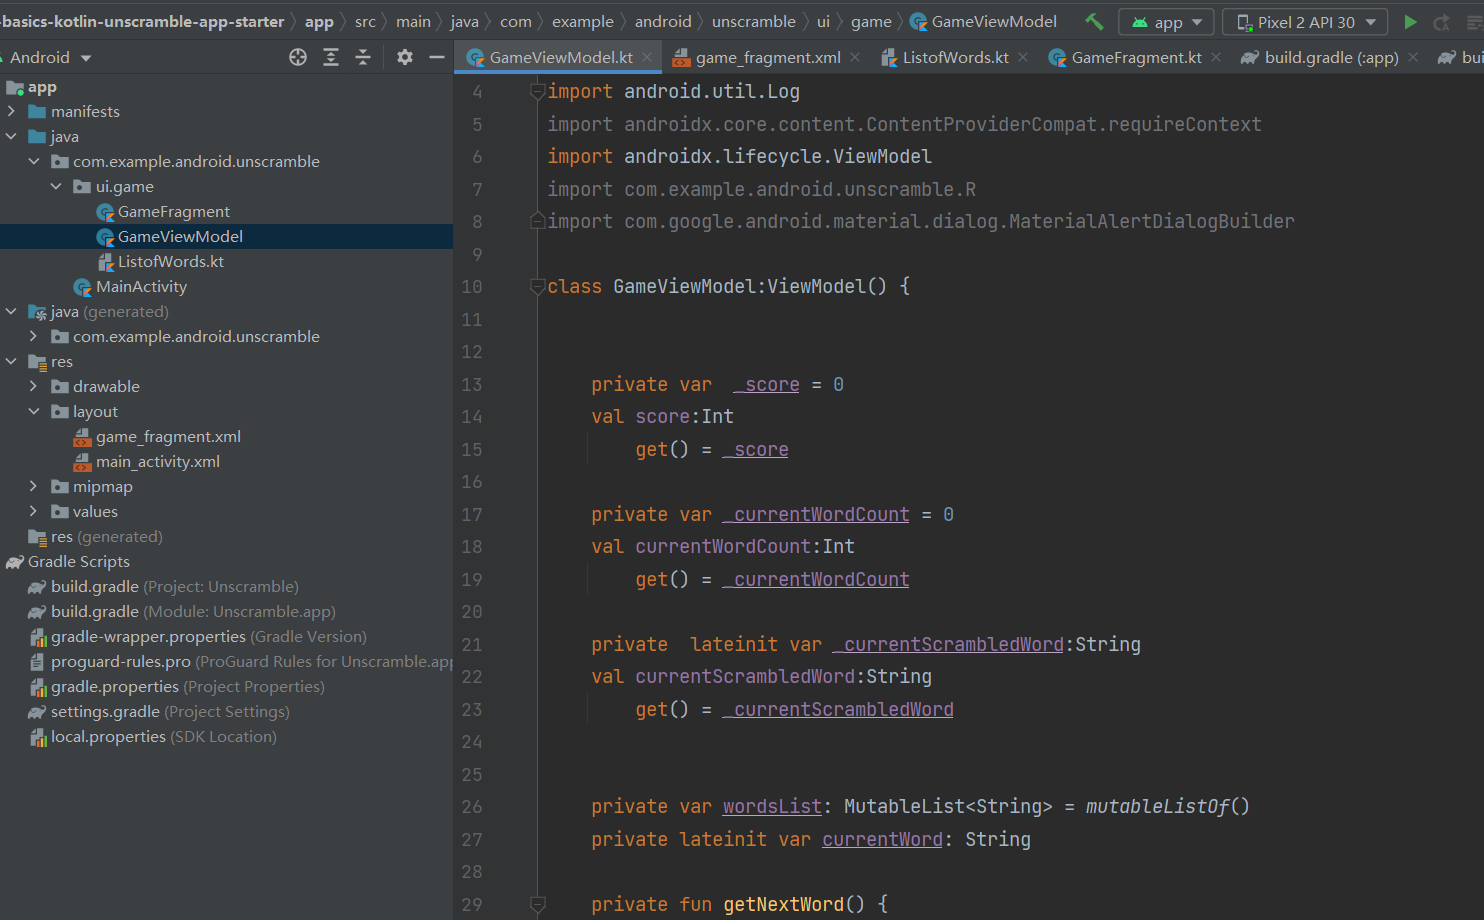 -basics-kotlin-unscramble-app-starter app src main java com example android unscramble ui game GameViewModel app Pixel 2 API 30
Android
GameViewModel.kt game_fragment.xml ListofWords.kt GameFragment.kt build.gradle (:app) bui
app
manifests
java
com.example.android.unscramble
ui.game
GameFragment
GameViewModel
ListofWords.kt
MainActivity
java (generated)
com.example.android.unscramble
res
drawable
layout
game_fragment.xml
main_activity.xml
mipmap
values
res (generated)
Gradle Scripts
build.gradle (Project: Unscramble)
build.gradle (Module: Unscramble.app)
gradle-wrapper.properties (Gradle Version)
proguard-rules.pro (ProGuard Rules for Unscramble.app
gradle.properties (Project Properties)
settings.gradle (Project Settings)
local.properties (SDK Location)
4 import android.util.Log
5 import androidx.core.content.ContentProviderCompat.requireContext
6 import androidx.lifecycle.ViewModel
7 import com.example.android.unscramble.R
8 import com.google.android.material.dialog.MaterialAlertDialogBuilder
9
10 class GameViewModel:ViewModel() {
11
12
13 private var  _score = 0
14 val score:Int
15 get() = _score
16
17 private var _currentWordCount = 0
18 val currentWordCount:Int
19 get() = _currentWordCount
20
21 private  lateinit var _currentScrambledWord:String
22 val currentScrambledWord:String
23 get() = _currentScrambledWord
24
25
26 private var wordsList: MutableList<String> = mutableListOf()
27 private lateinit var currentWord: String
28
29 private fun getNextWord() {